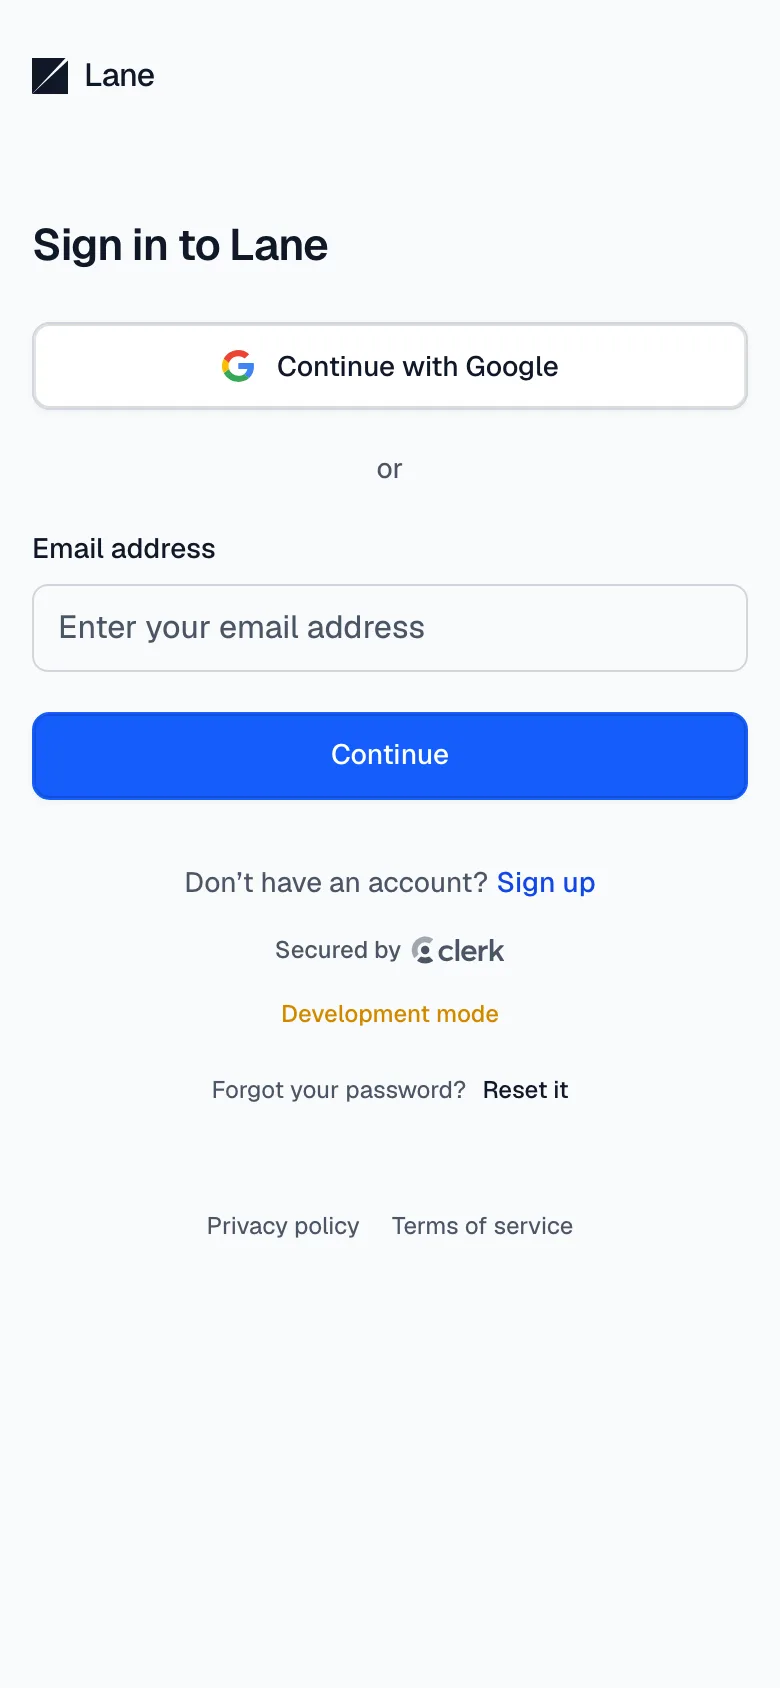 Lane
Sign in to Lane
Continue with Google
or
Email address
Enter your email address
Continue
Don’t have an account? Sign up
Secured by clerk
Development mode
Forgot your password? Reset it
Privacy policy Terms of service